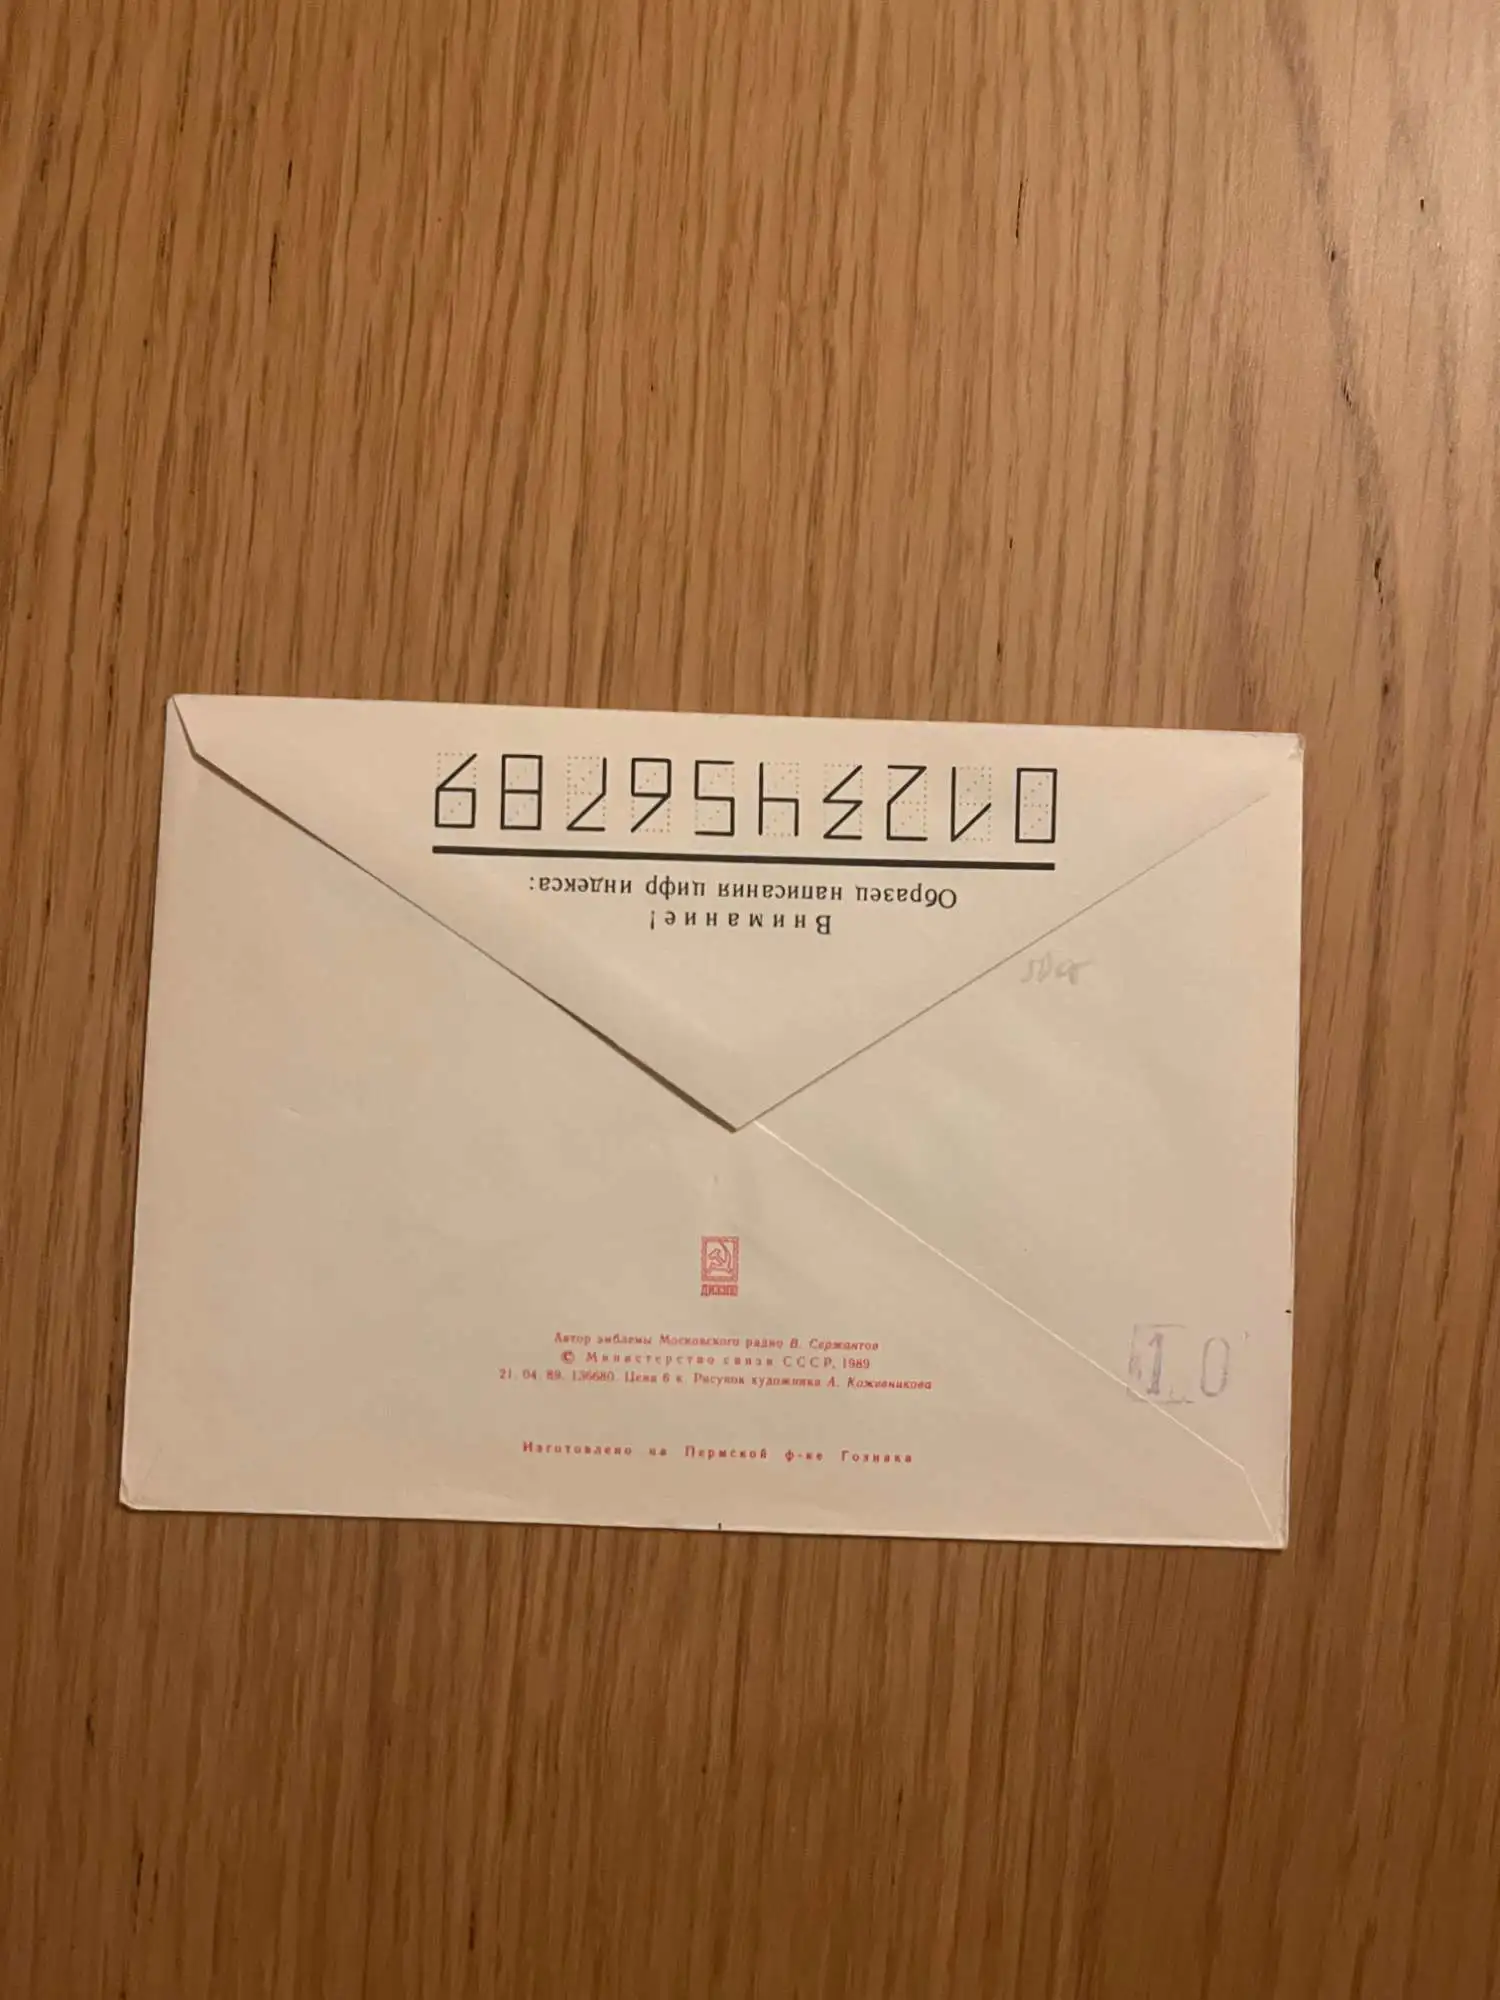 0123456789
Образец написания цифр индекса:
Внимание!
Автор эмблемы Московского радио В. Сержантов
© Министерство связи СССР, 1989
21. 04. 89. 136680. Цена 6 к. Рисунок художника А. Кожевникова
Изготовлено на Пермской ф-ке Гознака
10